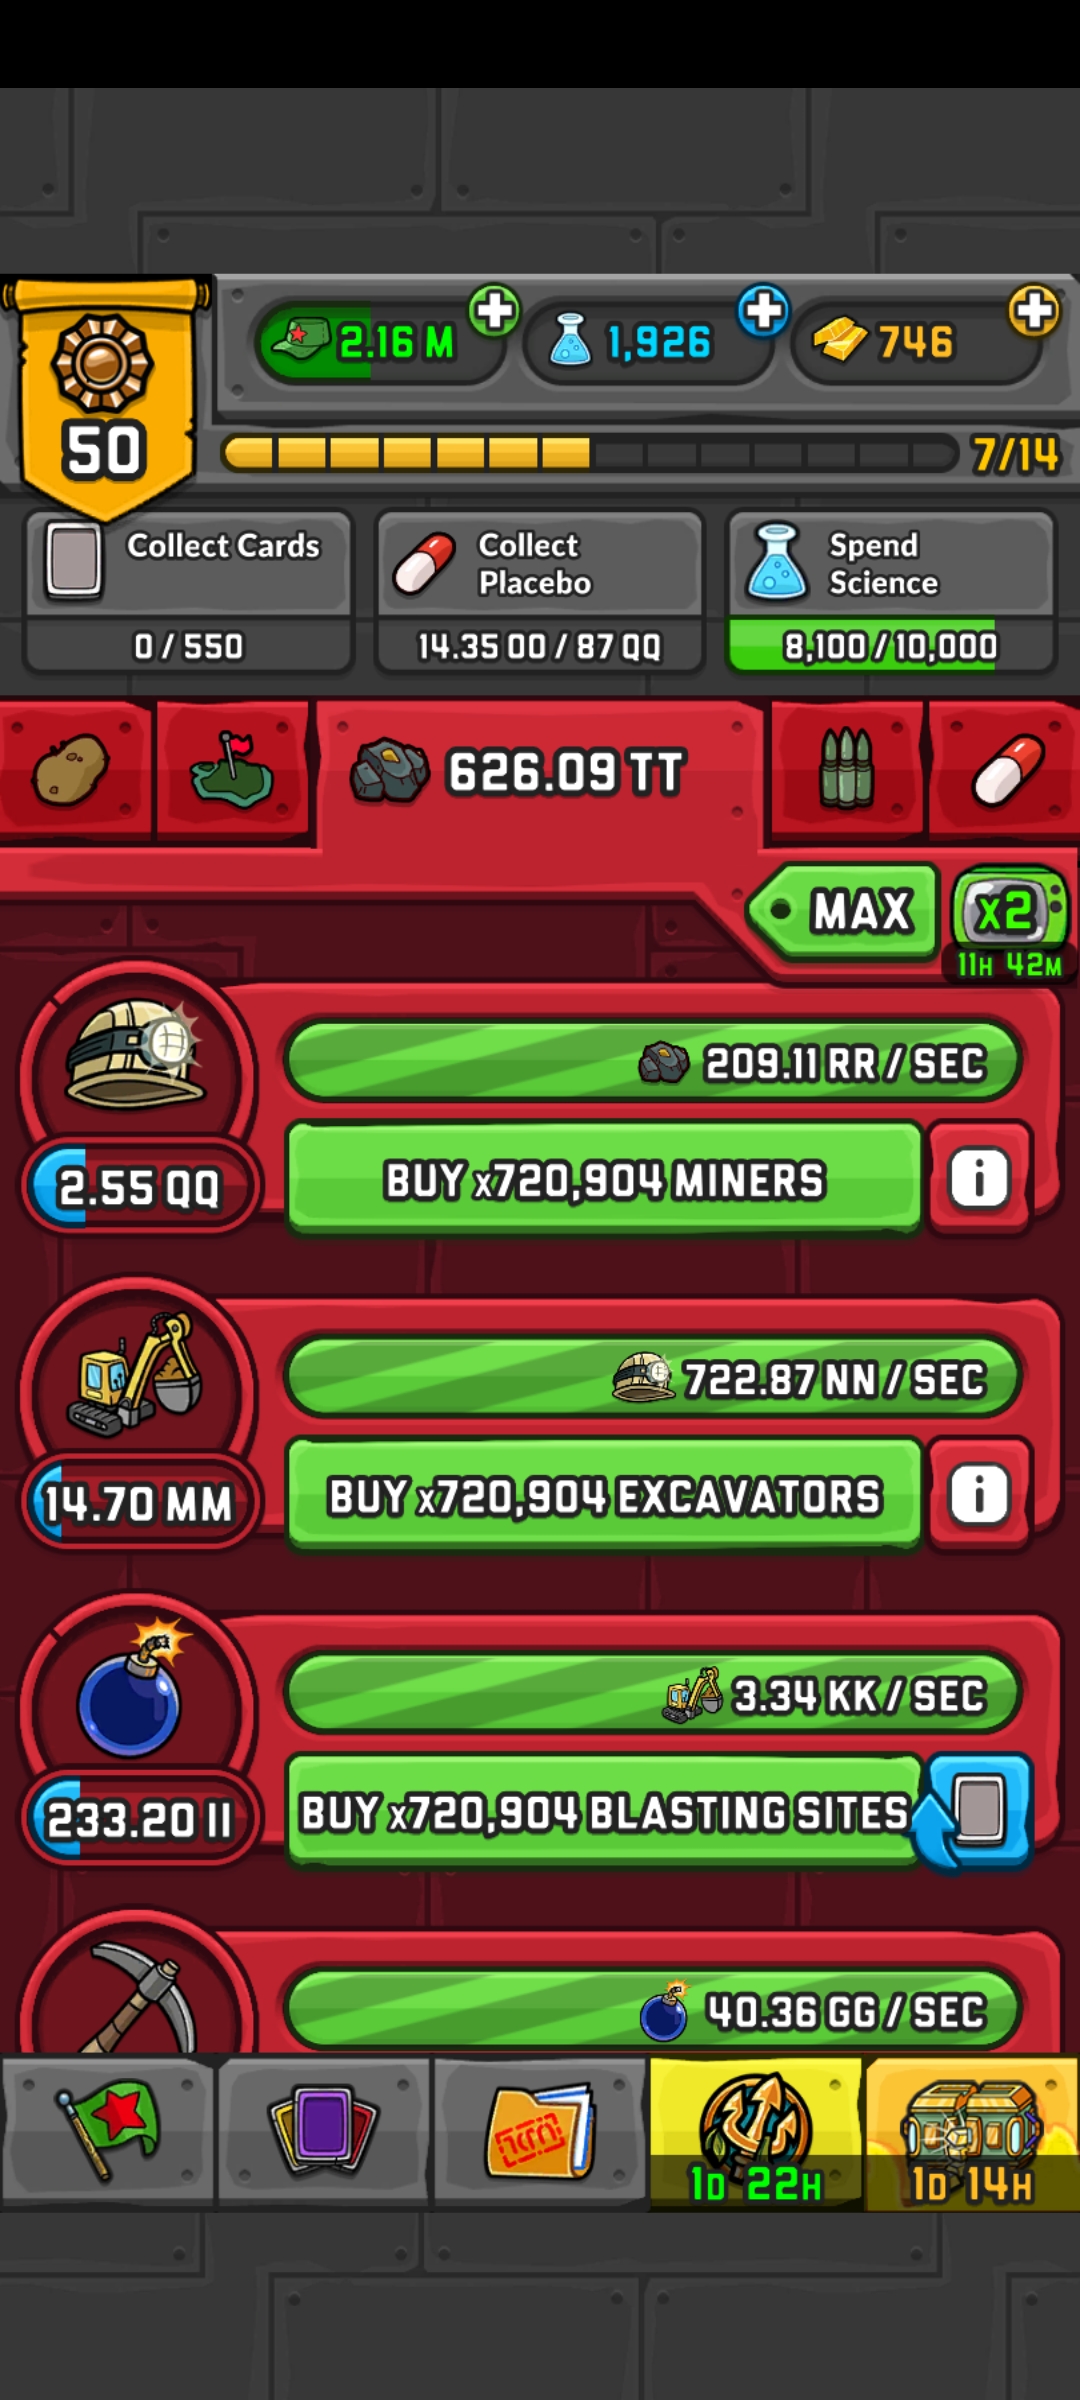 2.16 M
1,926
746
50
7/14
Collect Cards
0 / 550
Collect
Placebo
14.35 OO / 87 QQ
Spend
Science
8,100 / 10,000
626.09 TT
MAX
x2
11H 42M
209.11 RR / SEC
2.55 QQ
BUY x720,904 MINERS
i
722.87 NN / SEC
14.70 MM
BUY x720,904 EXCAVATORS
i
3.34 KK / SEC
233.20 II
BUY x720,904 BLASTING SITES
40.36 GG / SEC
1D 22H
1D 14H